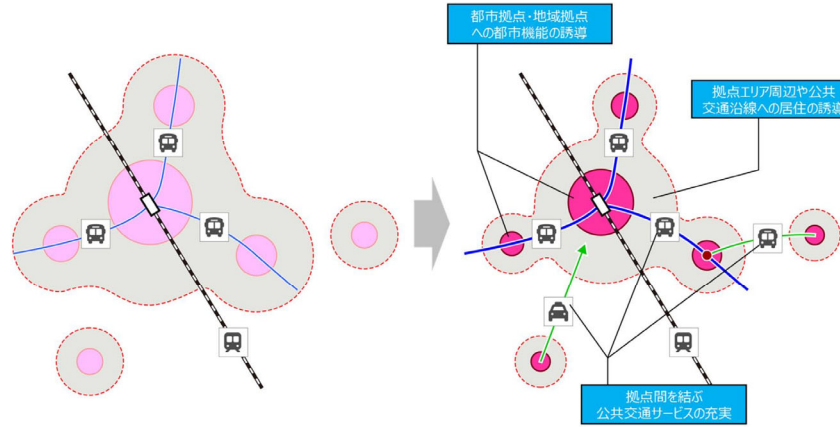 都市拠点・地域拠点
への都市機能の誘導
拠点エリア周辺や公共
交通沿線への居住の誘導
拠点間を結ぶ
公共交通サービスの充実